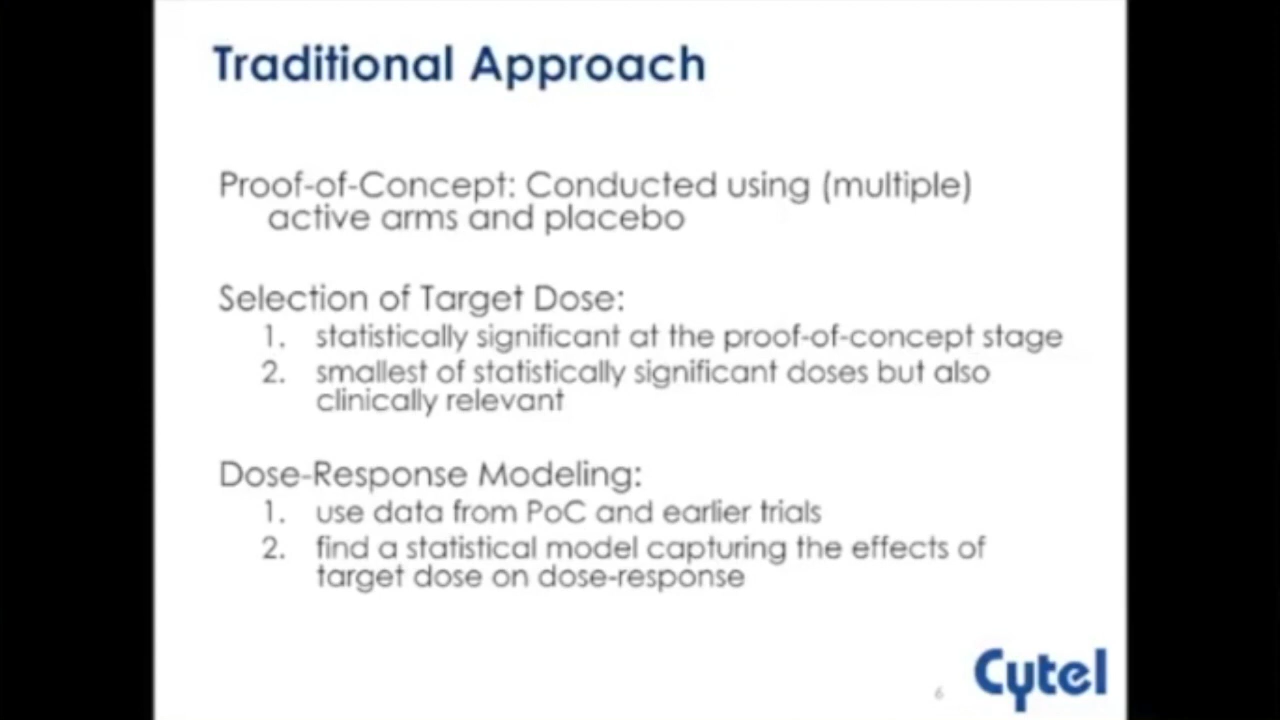 Traditional Approach
Proof-of-Concept: Conducted using (multiple)
active arms and placebo
Selection of Target Dose:
1. statistically significant at the proof-of-concept stage
2. smallest of statistically significant doses but also
clinically relevant
Dose-Response Modeling:
1. use data from PoC and earlier trials
2. find a statistical model capturing the effects of
target dose on dose-response
6
Cytel